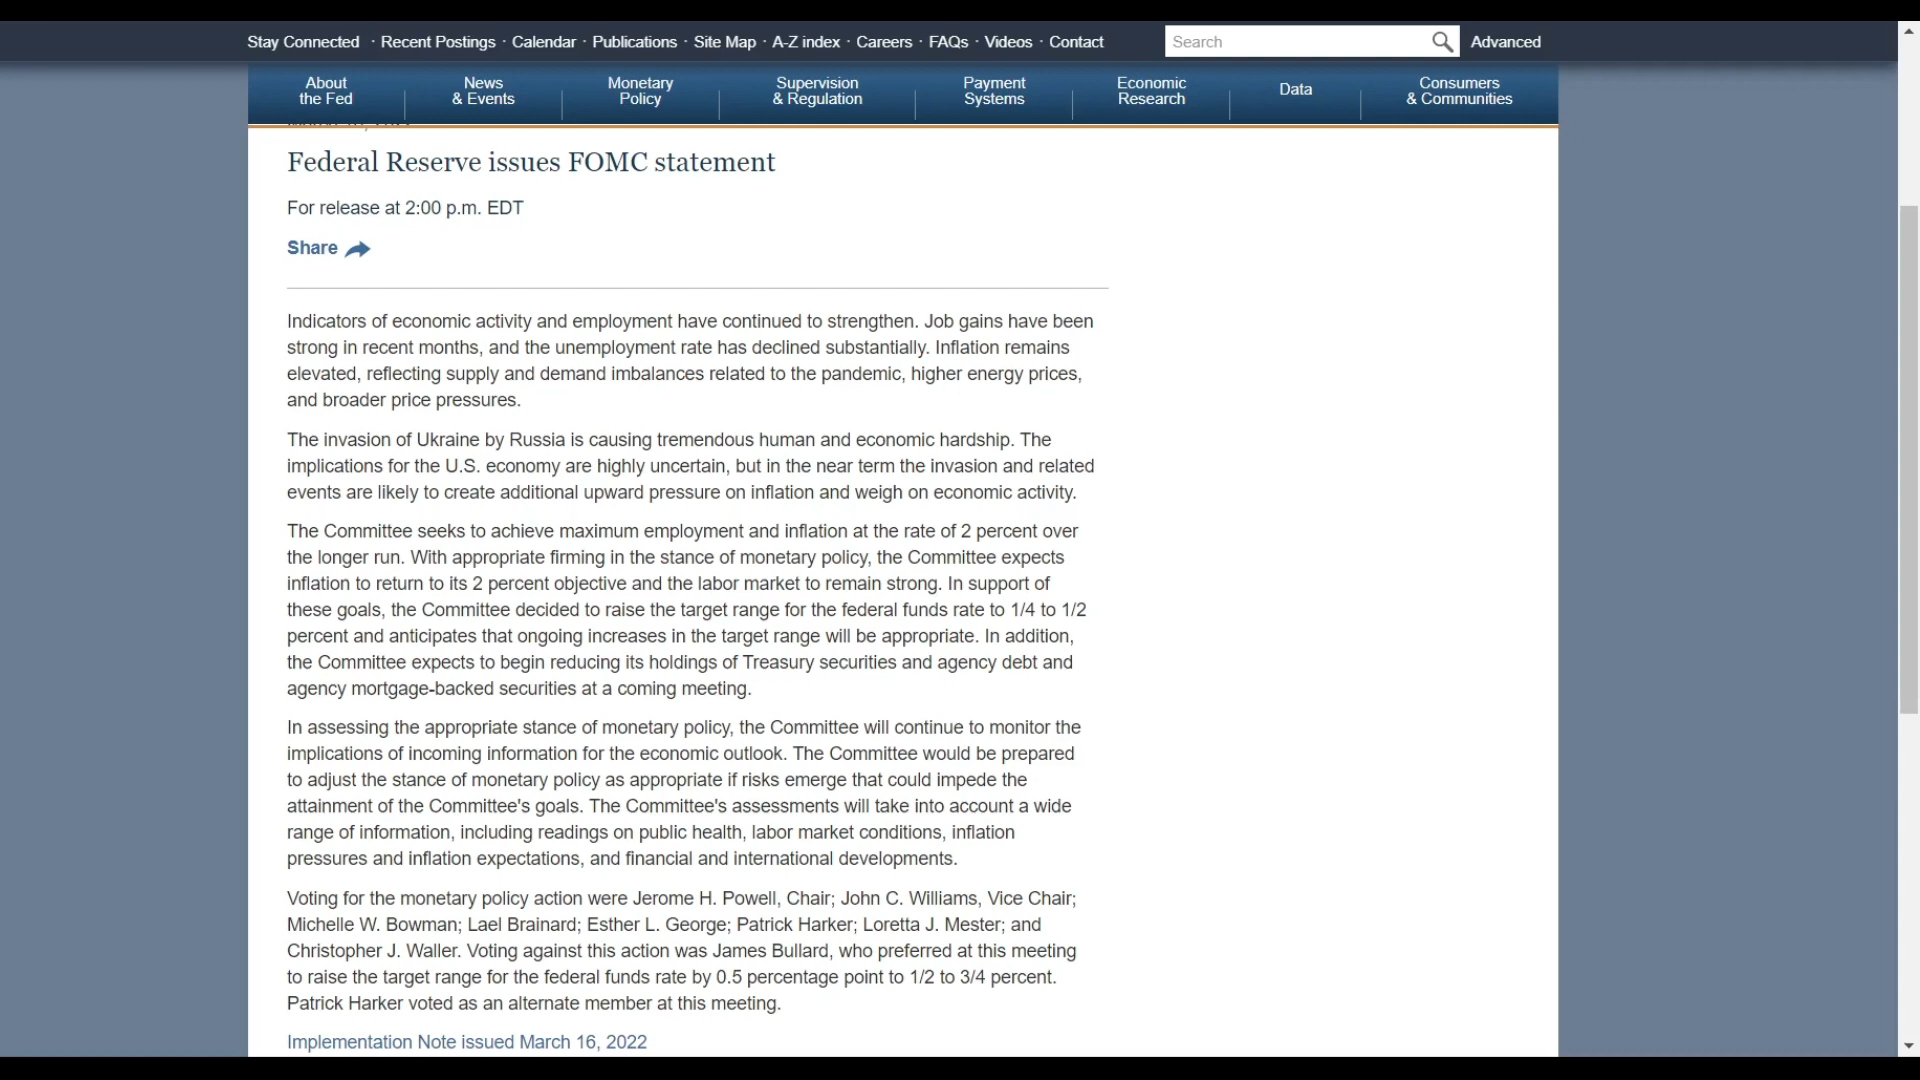 Stay Connected · Recent Postings · Calendar · Publications · Site Map · A-Z index · Careers · FAQs · Videos · Contact
Search
Advanced
About
the Fed
News
& Events
Monetary
Policy
Supervision
& Regulation
Payment
Systems
Economic
Research
Data
Consumers
& Communities
Federal Reserve issues FOMC statement
For release at 2:00 p.m. EDT
Share
Indicators of economic activity and employment have continued to strengthen. Job gains have been
strong in recent months, and the unemployment rate has declined substantially. Inflation remains
elevated, reflecting supply and demand imbalances related to the pandemic, higher energy prices,
and broader price pressures.
The invasion of Ukraine by Russia is causing tremendous human and economic hardship. The
implications for the U.S. economy are highly uncertain, but in the near term the invasion and related
events are likely to create additional upward pressure on inflation and weigh on economic activity.
The Committee seeks to achieve maximum employment and inflation at the rate of 2 percent over
the longer run. With appropriate firming in the stance of monetary policy, the Committee expects
inflation to return to its 2 percent objective and the labor market to remain strong. In support of
these goals, the Committee decided to raise the target range for the federal funds rate to 1/4 to 1/2
percent and anticipates that ongoing increases in the target range will be appropriate. In addition,
the Committee expects to begin reducing its holdings of Treasury securities and agency debt and
agency mortgage-backed securities at a coming meeting.
In assessing the appropriate stance of monetary policy, the Committee will continue to monitor the
implications of incoming information for the economic outlook. The Committee would be prepared
to adjust the stance of monetary policy as appropriate if risks emerge that could impede the
attainment of the Committee's goals. The Committee's assessments will take into account a wide
range of information, including readings on public health, labor market conditions, inflation
pressures and inflation expectations, and financial and international developments.
Voting for the monetary policy action were Jerome H. Powell, Chair; John C. Williams, Vice Chair;
Michelle W. Bowman; Lael Brainard; Esther L. George; Patrick Harker; Loretta J. Mester; and
Christopher J. Waller. Voting against this action was James Bullard, who preferred at this meeting
to raise the target range for the federal funds rate by 0.5 percentage point to 1/2 to 3/4 percent.
Patrick Harker voted as an alternate member at this meeting.
Implementation Note issued March 16, 2022